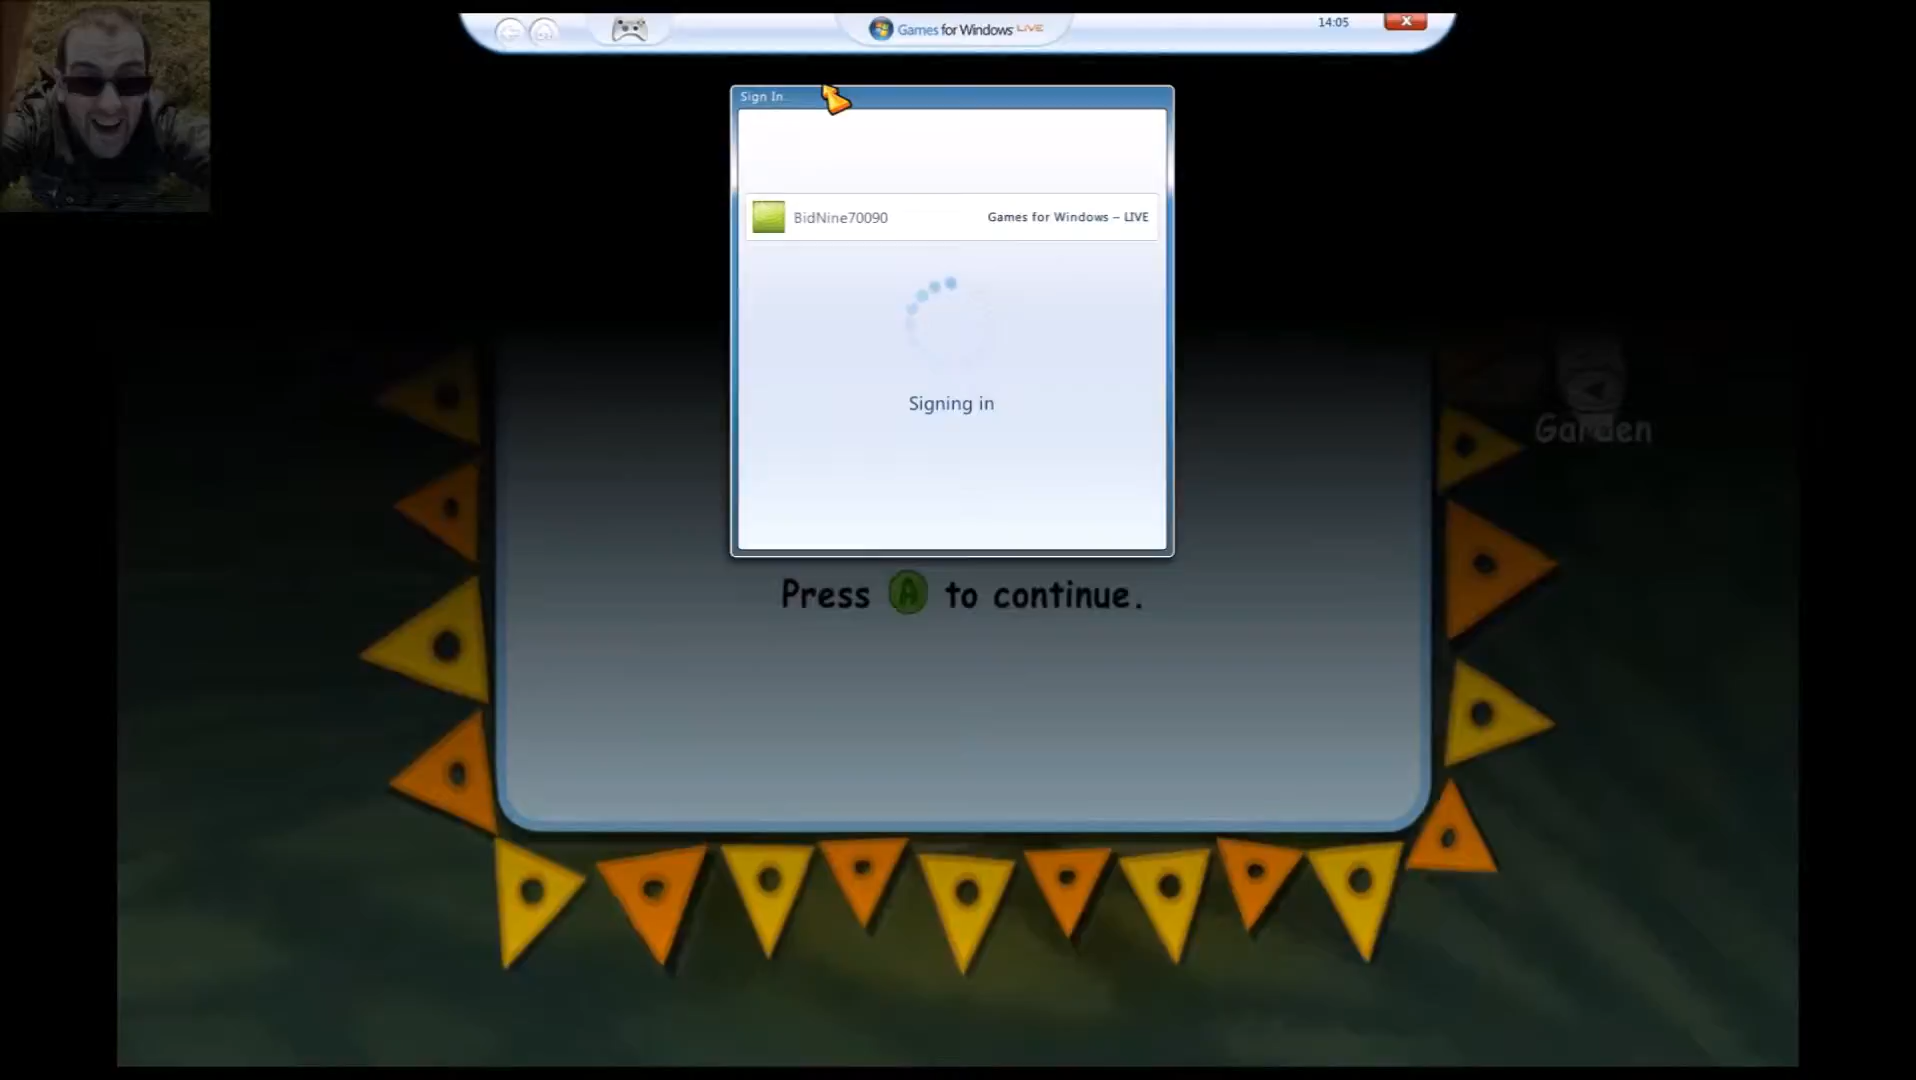 Games for Windows LIVE
14:05
Sign In
BidNine70090
Games for Windows – LIVE
Signing in
Garden
Press A to continue.